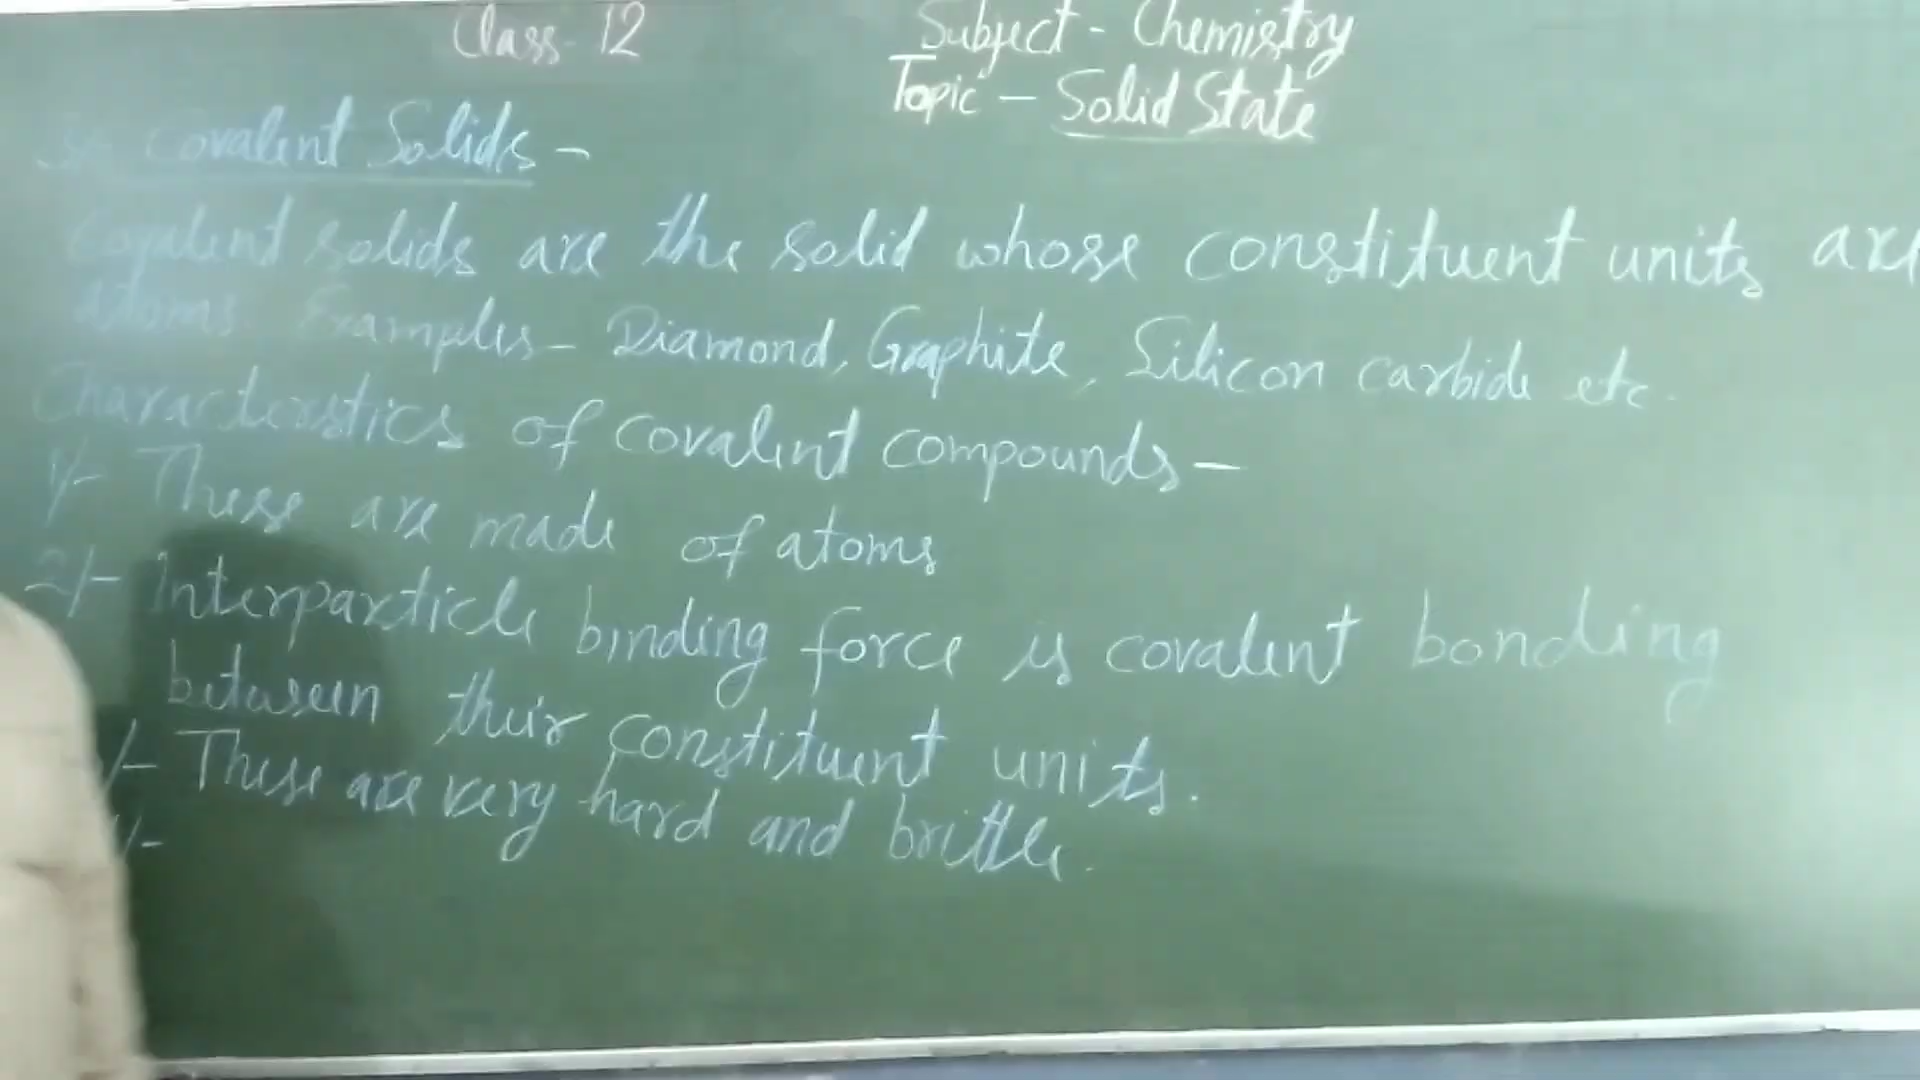 Class- 12
Subject - Chemistry
Topic - Solid State
Covalent Solids -
Covalent solids are the solid whose constituent units are
atoms Examples- Diamond, Graphite, Silicon carbide etc.
Characteristics of covalent compounds -
1/- These are made of atoms
2/- Interparticle binding force is covalent bonding
between their constituent units.
/- These are very hard and brittle.
/-